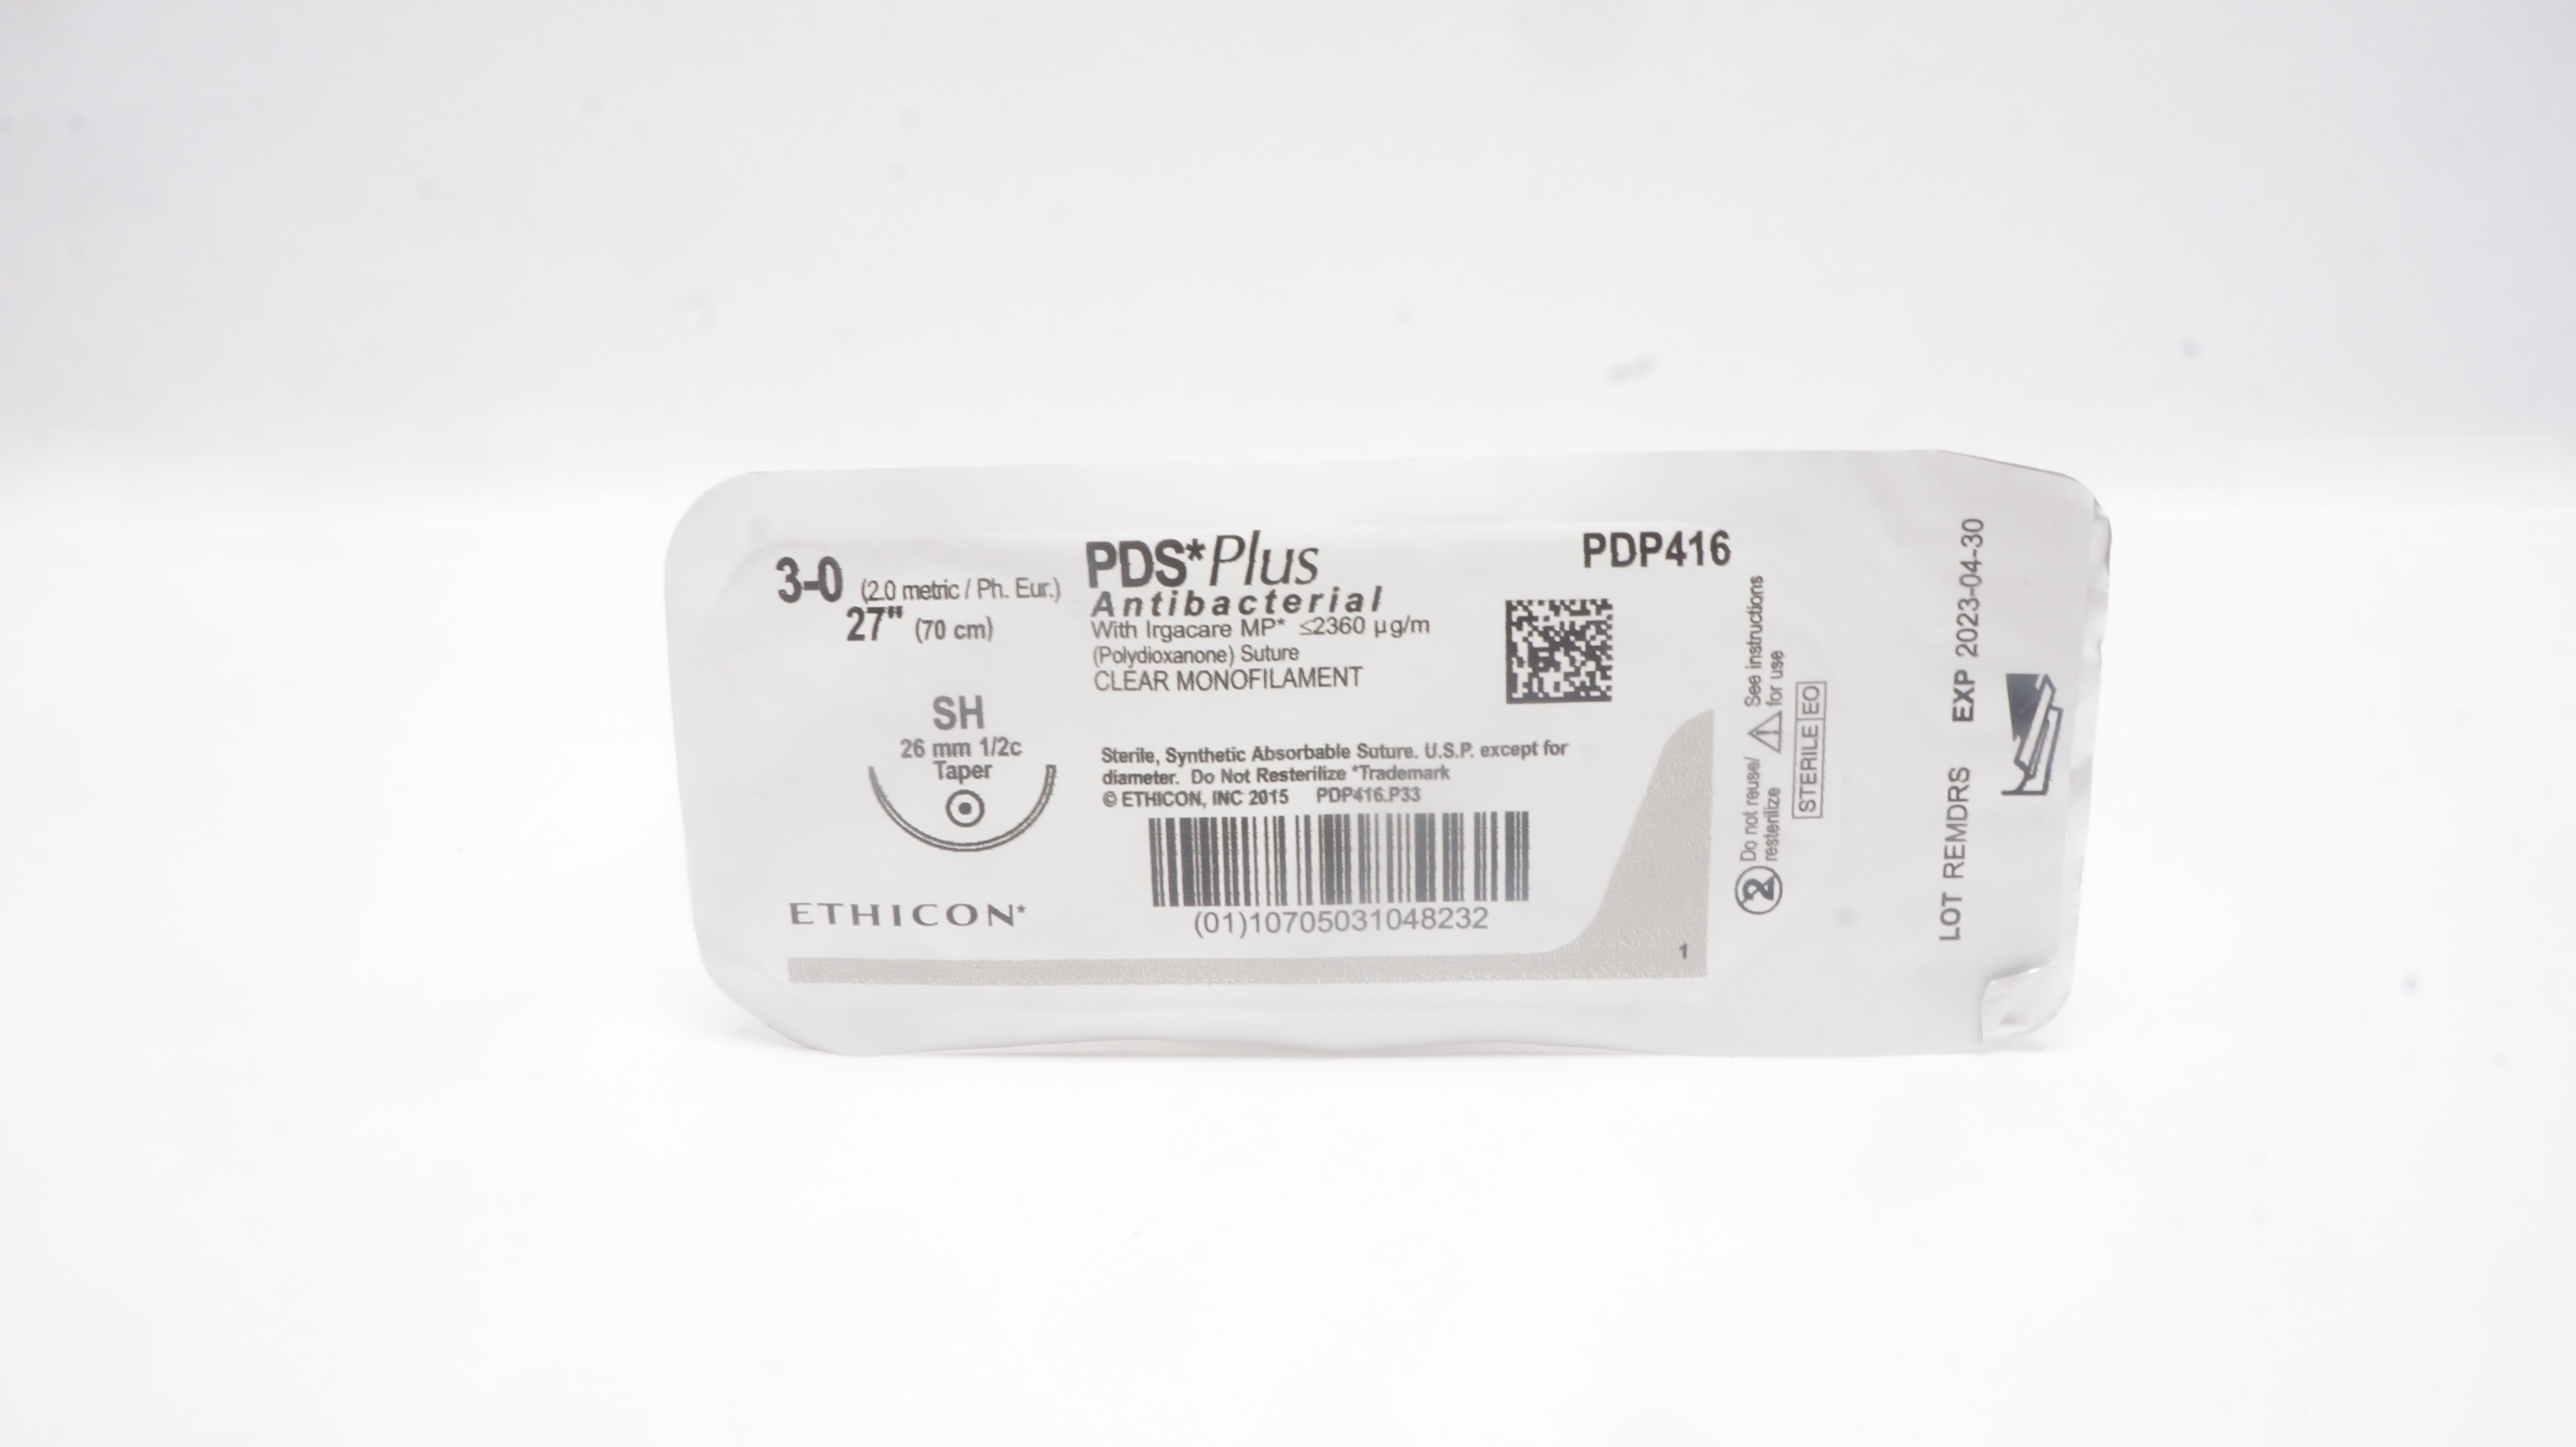 3-0 (2.0 metric / Ph. Eur.)
27" (70 cm)
SH
26 mm 1/2c
Taper
ETHICON*
PDS*Plus
Antibacterial
With Irgacare MP* ≤2360 µg/m
(Polydioxanone) Suture
CLEAR MONOFILAMENT
PDP416
Sterile, Synthetic Absorbable Suture. U.S.P. except for
diameter. Do Not Resterilize *Trademark
© ETHICON, INC 2015 PDP416.P33
(01)10705031048232
1
2 Do not reuse/
resterilize
See instructions
for use
STERILE EO
LOT REMDRS EXP 2023-04-30